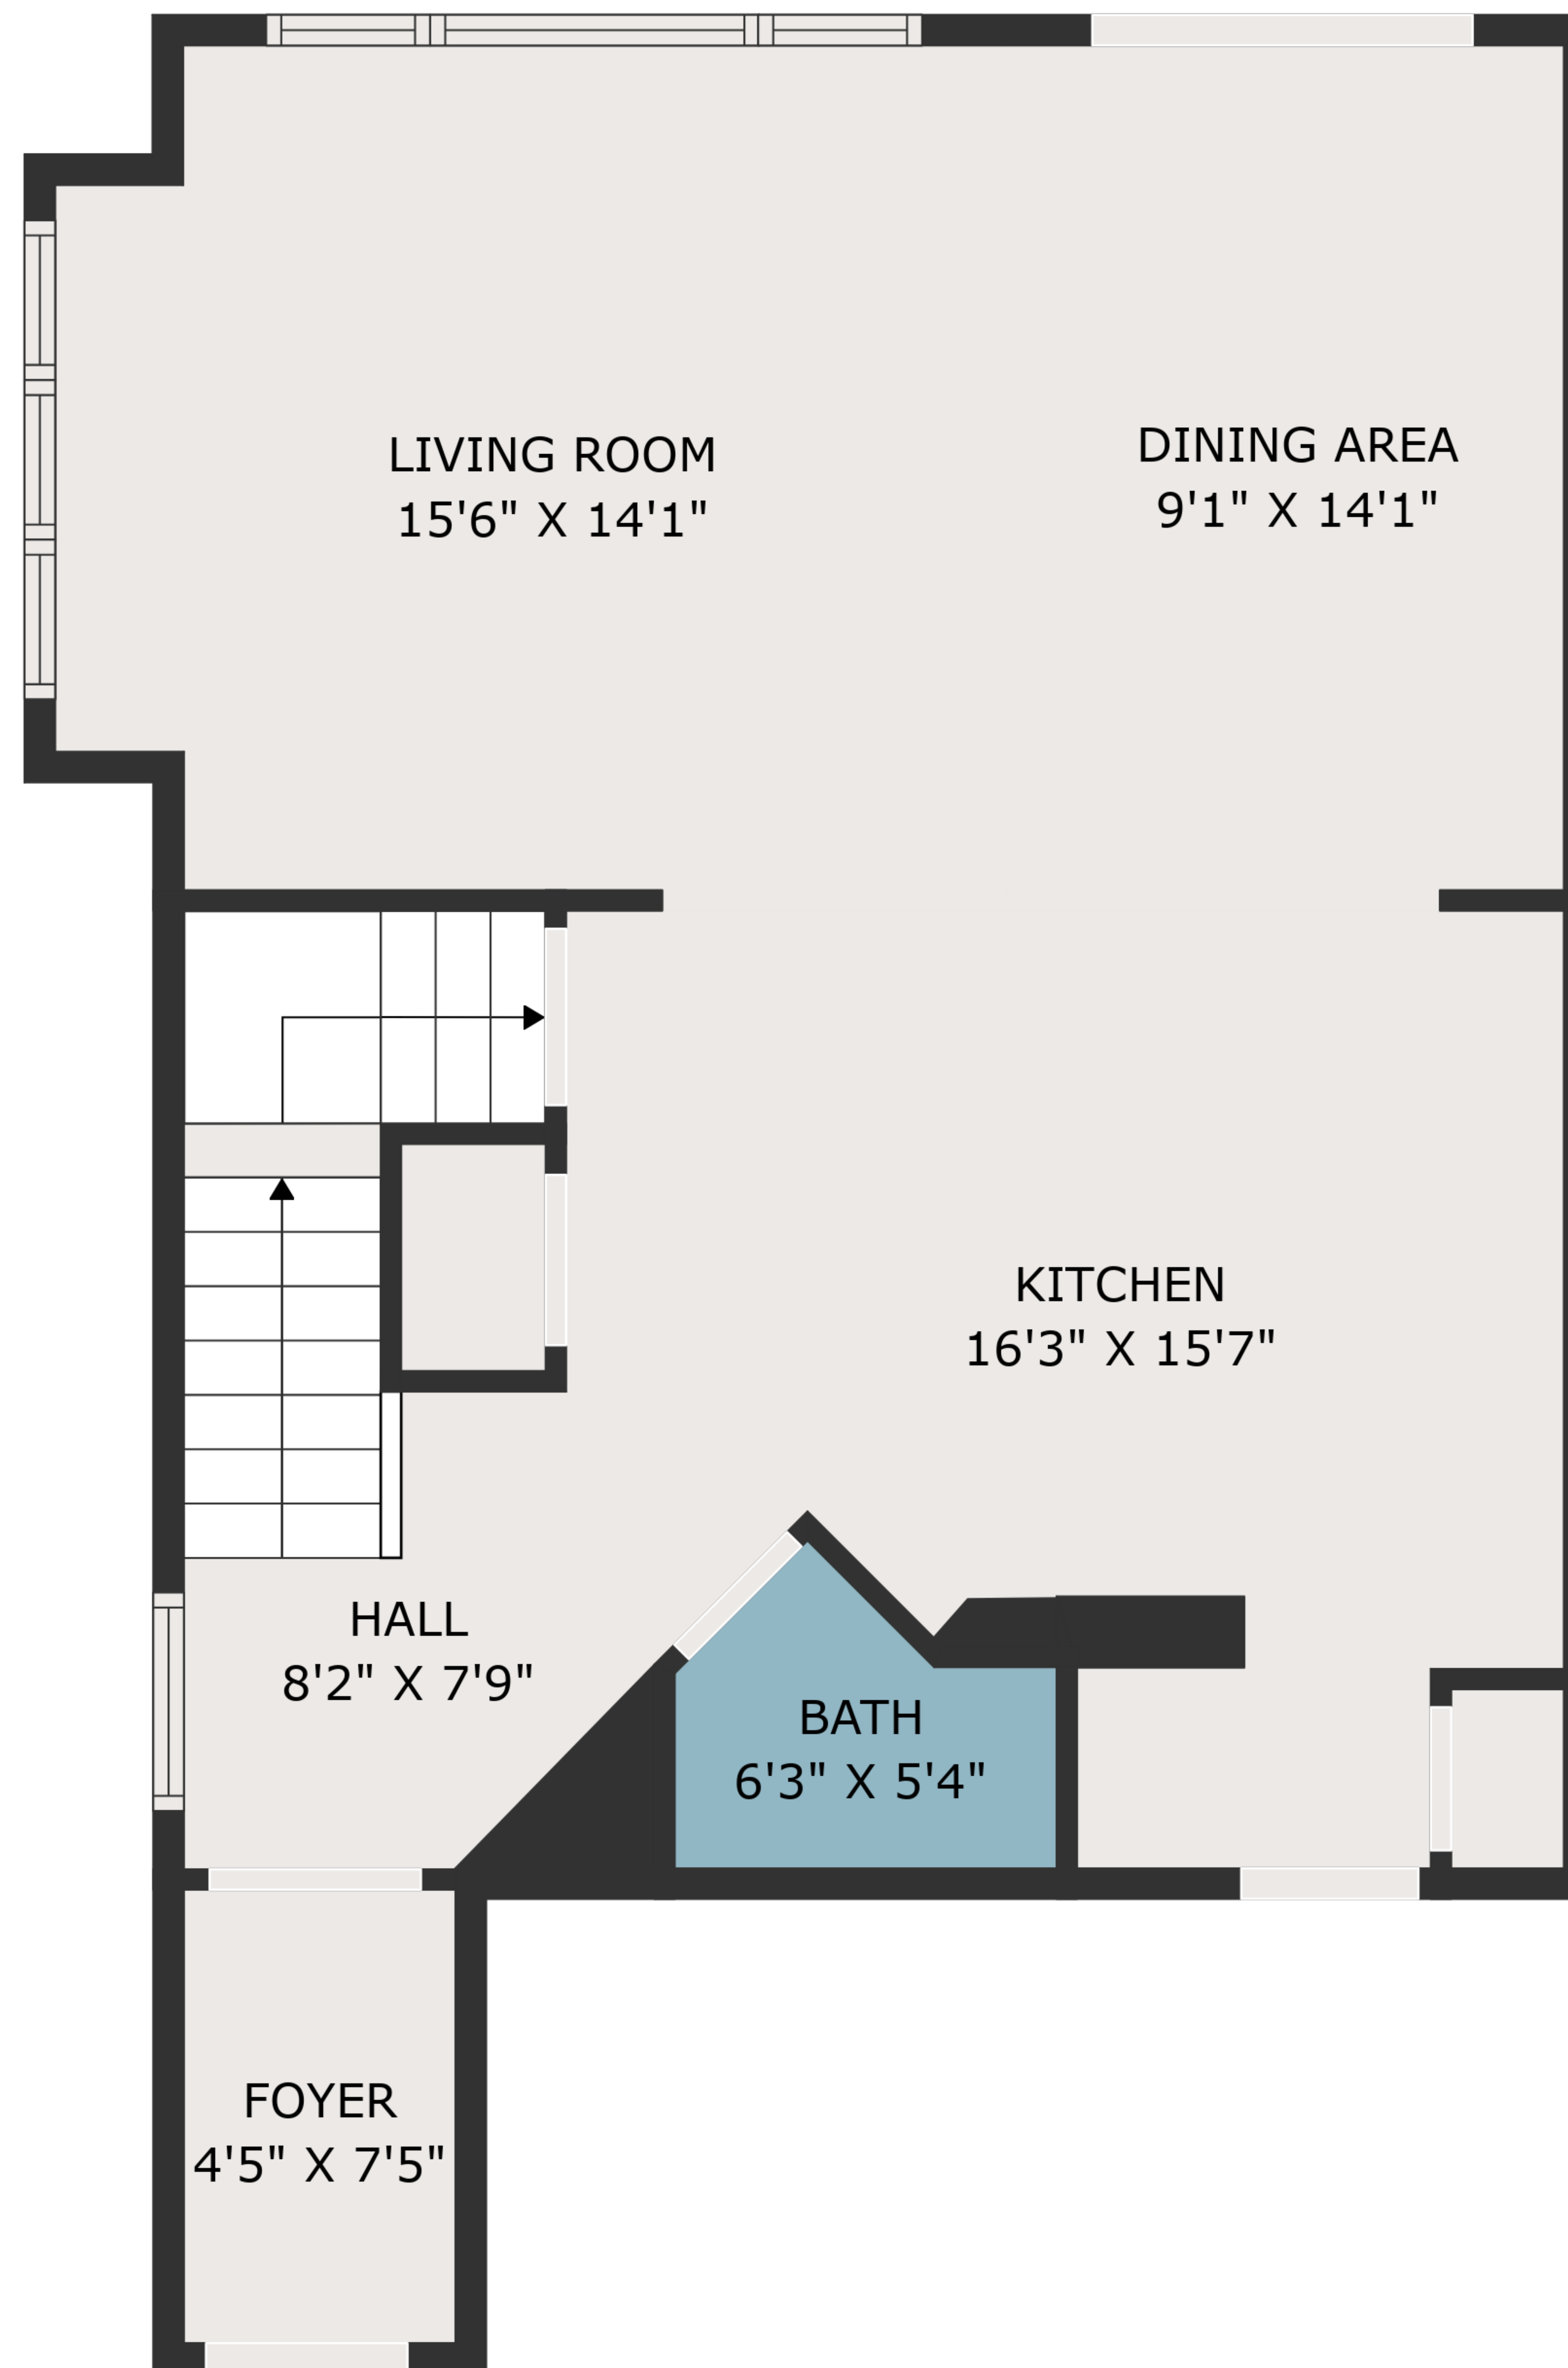 LIVING ROOM
15'6" X 14'1"
DINING AREA
9'1" X 14'1"
KITCHEN
16'3" X 15'7"
HALL
8'2" X 7'9"
BATH
6'3" X 5'4"
FOYER
4'5" X 7'5"